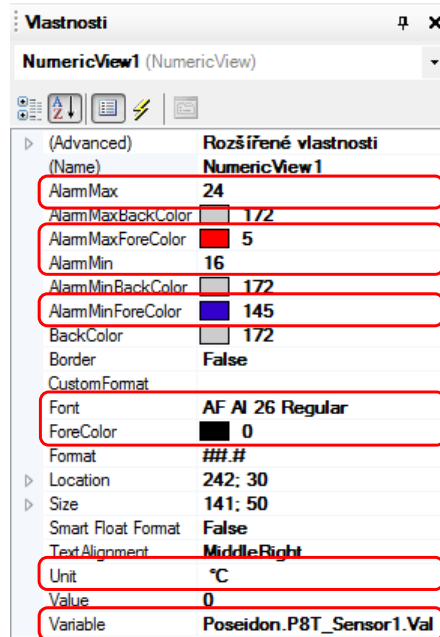 Vlastnosti
NumericView1 (NumericView)
(Advanced) Rozšířené vlastnosti
(Name) NumericView1
AlarmMax 24
AlarmMaxBackColor 172
AlarmMaxForeColor 5
AlarmMin 16
AlarmMinBackColor 172
AlarmMinForeColor 145
BackColor 172
Border False
CustomFormat
Font AF AI 26 Regular
ForeColor 0
Format ##.#
Location 242; 30
Size 141; 50
Smart Float Format False
TextAlignment MiddleRight
Unit °C
Value 0
Variable Poseidon.P8T_Sensor1.Val